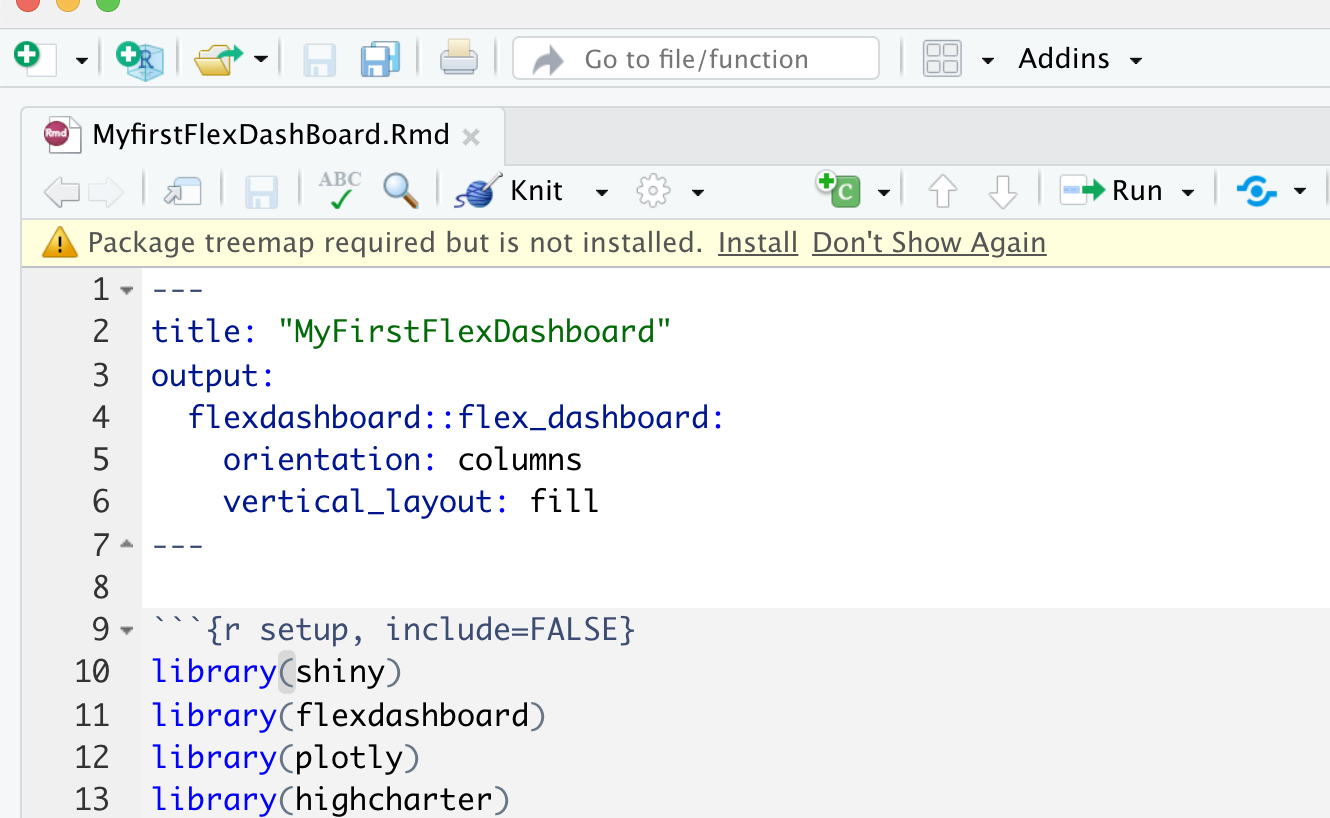 Go to file/function Addins
Rmd MyfirstFlexDashBoard.Rmd
ABC Knit C Run
Package treemap required but is not installed. Install Don't Show Again
1 ---
2 title: "MyFirstFlexDashboard"
3 output:
4   flexdashboard::flex_dashboard:
5     orientation: columns
6     vertical_layout: fill
7 ---
8
9 ```{r setup, include=FALSE}
10 library(shiny)
11 library(flexdashboard)
12 library(plotly)
13 library(highcharter)